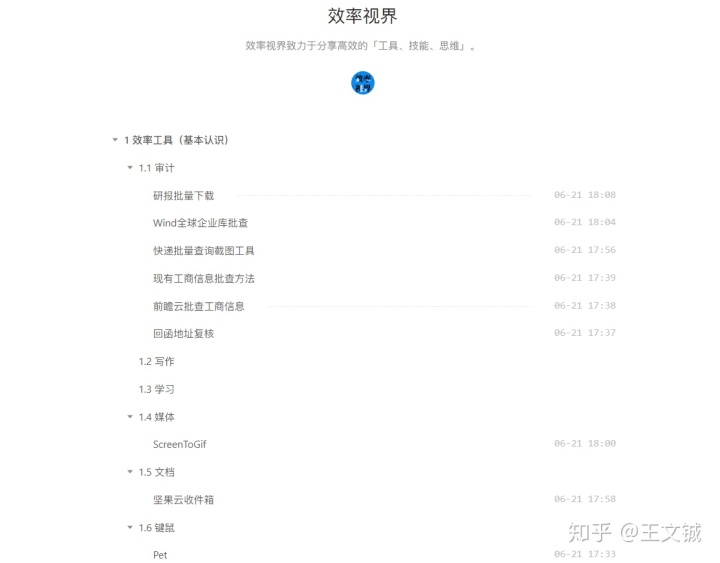 效率视界
效率视界致力于分享高效的「工具、技能、思维」。
1 效率工具（基本认识）
1.1 审计
研报批量下载 06-21 18:08
Wind全球企业库批查 06-21 18:04
快递批量查询截图工具 06-21 17:56
现有工商信息批查方法 06-21 17:39
前瞻云批查工商信息 06-21 17:38
回函地址复核 06-21 17:37
1.2 写作
1.3 学习
1.4 媒体
ScreenToGif 06-21 18:00
1.5 文档
坚果云收件箱 06-21 17:58
1.6 键鼠
Pet 06-21 17:33
知乎 @王文铖